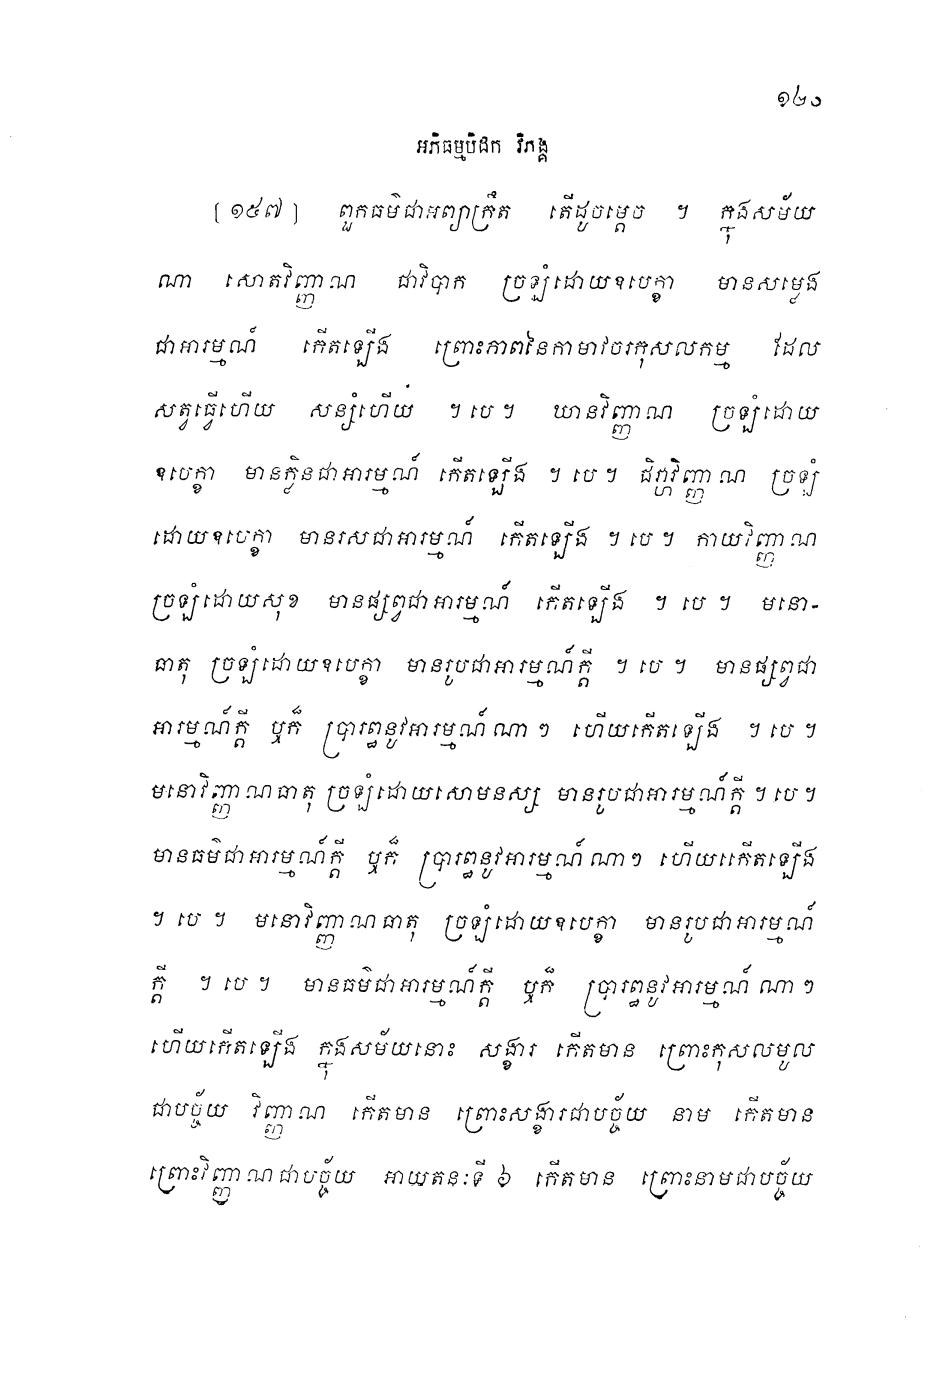 ១២០
អភិធម្មបិដក វិភង្គ
[១៥៧] ពួកធម៌ជាអព្យាក្រឹត តើដូចម្តេច ។ ក្នុងសម័យ
ណា សោតវិញ្ញាណ ជាវិបាក ច្រឡំដោយឧបេក្ខា មានសម្លេង
ជាអារម្មណ៍ កើតឡើង ព្រោះភាពនៃកាមាវចរកុសលកម្ម ដែល
សត្វធ្វើហើយ សន្សំហើយ ។ បេ ។ ឃានវិញ្ញាណ ច្រឡំដោយ
ឧបេក្ខា មានក្លិនជាអារម្មណ៍ កើតឡើង ។ បេ ។ ជិវ្ហាវិញ្ញាណ ច្រឡំ
ដោយឧបេក្ខា មានរសជាអារម្មណ៍ កើតឡើង ។ បេ ។ កាយវិញ្ញាណ
ច្រឡំដោយសុខ មានផ្សព្វជាអារម្មណ៍ កើតឡើង ។ បេ ។ មនោ-
ធាតុ ច្រឡំដោយឧបេក្ខា មានរូបជាអារម្មណ៍ក្តី ។ បេ ។ មានផ្សព្វជា
អារម្មណ៍ក្តី ឬក៏ ប្រារព្ធនូវអារម្មណ៍ណាៗ ហើយកើតឡើង ។ បេ ។
មនោវិញ្ញាណធាតុ ច្រឡំដោយសោមនស្ស មានរូបជាអារម្មណ៍ក្តី ។ បេ ។
មានធម៌ជាអារម្មណ៍ក្តី ឬក៏ ប្រារព្ធនូវអារម្មណ៍ណាៗ ហើយកើតឡើង
។ បេ ។ មនោវិញ្ញាណធាតុ ច្រឡំដោយឧបេក្ខា មានរូបជាអារម្មណ៍
ក្តី ។ បេ ។ មានធម៌ជាអារម្មណ៍ក្តី ឬក៏ ប្រារព្ធនូវអារម្មណ៍ណាៗ
ហើយកើតឡើង ក្នុងសម័យនោះ សង្ខារ កើតមាន ព្រោះកុសលមូល
ជាបច្ច័យ វិញ្ញាណ កើតមាន ព្រោះសង្ខារជាបច្ច័យ នាម កើតមាន
ព្រោះវិញ្ញាណជាបច្ច័យ អាយតនៈទី ៦ កើតមាន ព្រោះនាមជាបច្ច័យ